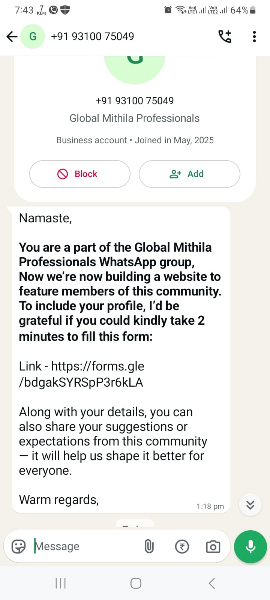 7:43
64%
G
+91 93100 75049
G
+91 93100 75049
Global Mithila Professionals
Business account • Joined in May, 2025
Block
Add
Namaste,
You are a part of the Global Mithila
Professionals WhatsApp group,
Now we’re now building a website to
feature members of this community.
To include your profile, I’d be
grateful if you could kindly take 2
minutes to fill this form:
Link - https://forms.gle
/bdgakSYRSpP3r6kLA
Along with your details, you can
also share your suggestions or
expectations from this community
— it will help us shape it better for
everyone.
Warm regards,
1:18 pm
Message